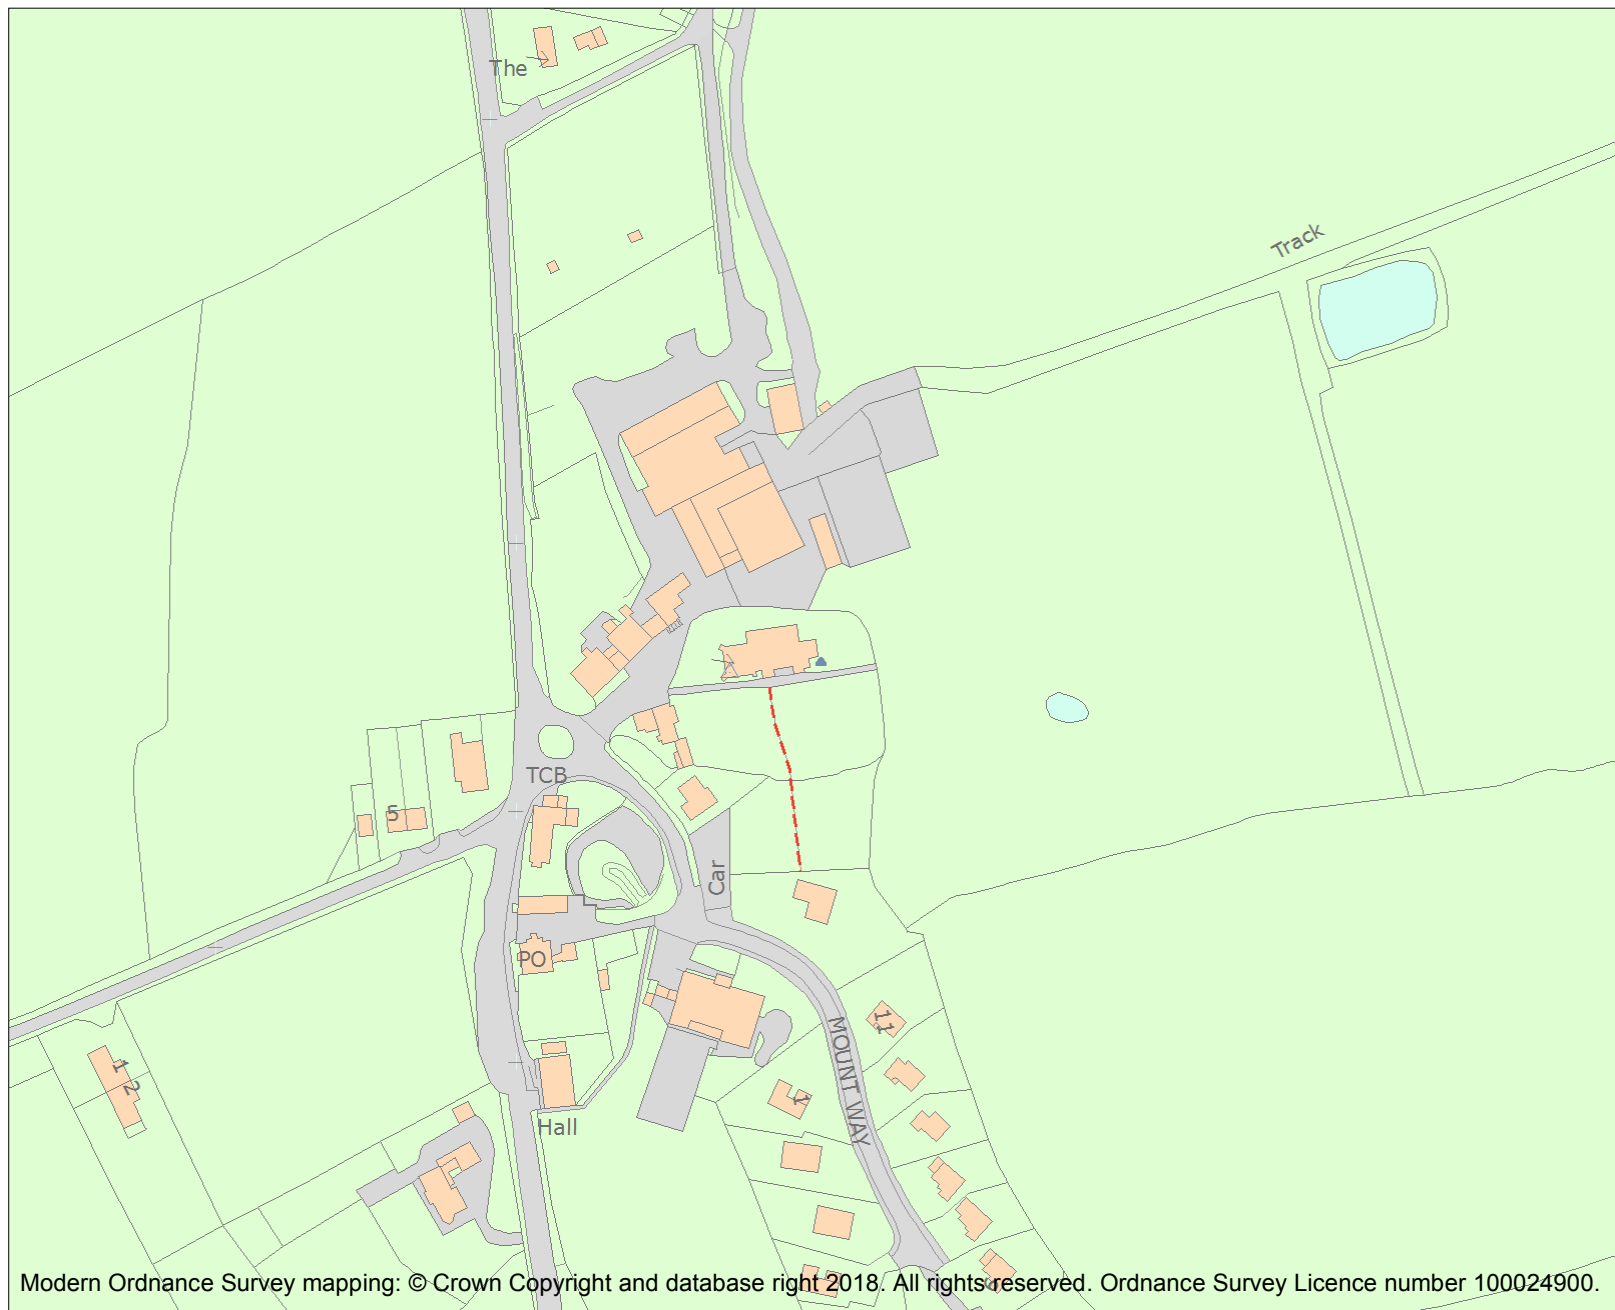 The
Track
TCB
5
Car
PO
11
MOUNT WAY
1
2
1
Hall
8
Modern Ordnance Survey mapping: © Crown Copyright and database right 2018. All rights reserved. Ordnance Survey Licence number 100024900.